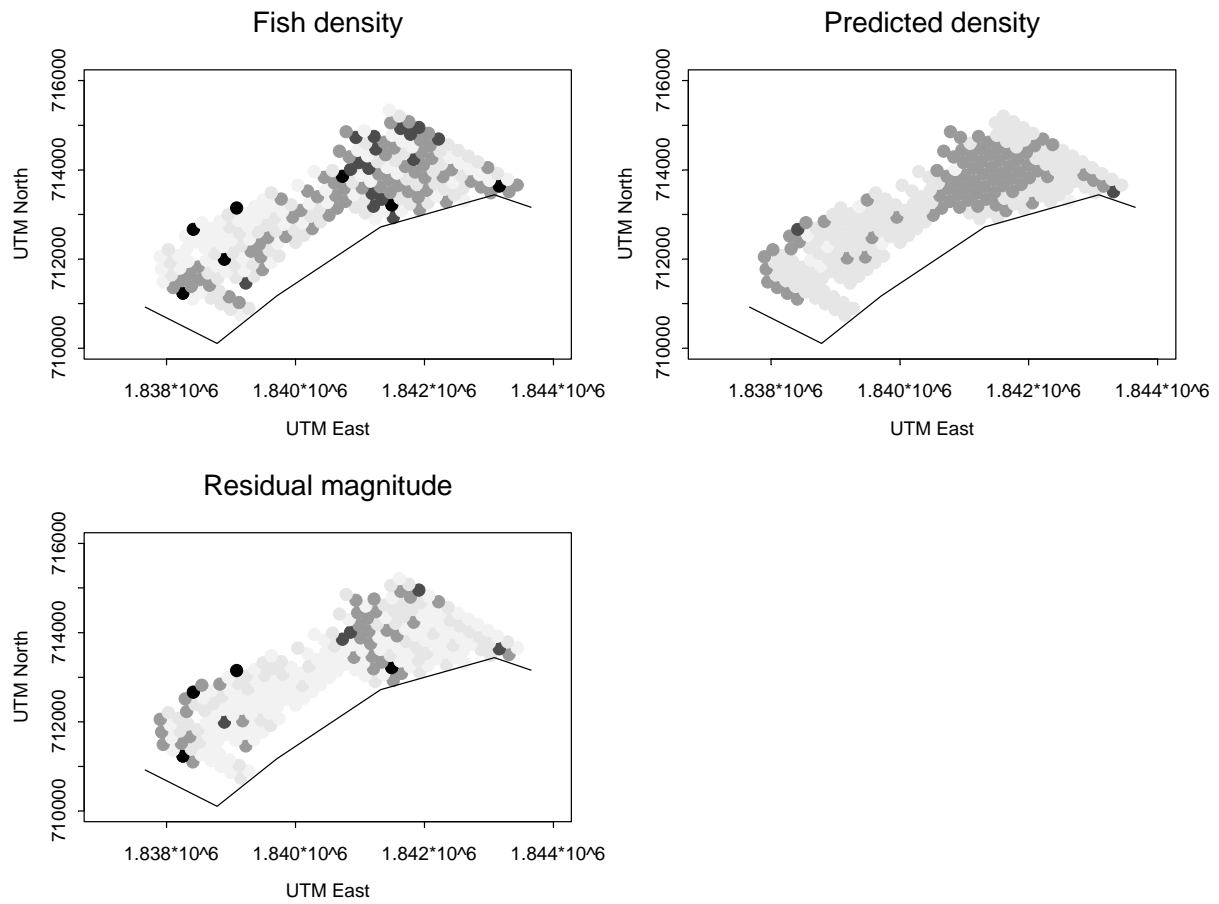 Fish density
716000
714000
712000
710000
UTM North
1.838*10^6 1.840*10^6 1.842*10^6 1.844*10^6
UTM East
Predicted density
716000
714000
712000
710000
UTM North
1.838*10^6 1.840*10^6 1.842*10^6 1.844*10^6
UTM East
Residual magnitude
716000
714000
712000
710000
UTM North
1.838*10^6 1.840*10^6 1.842*10^6 1.844*10^6
UTM East